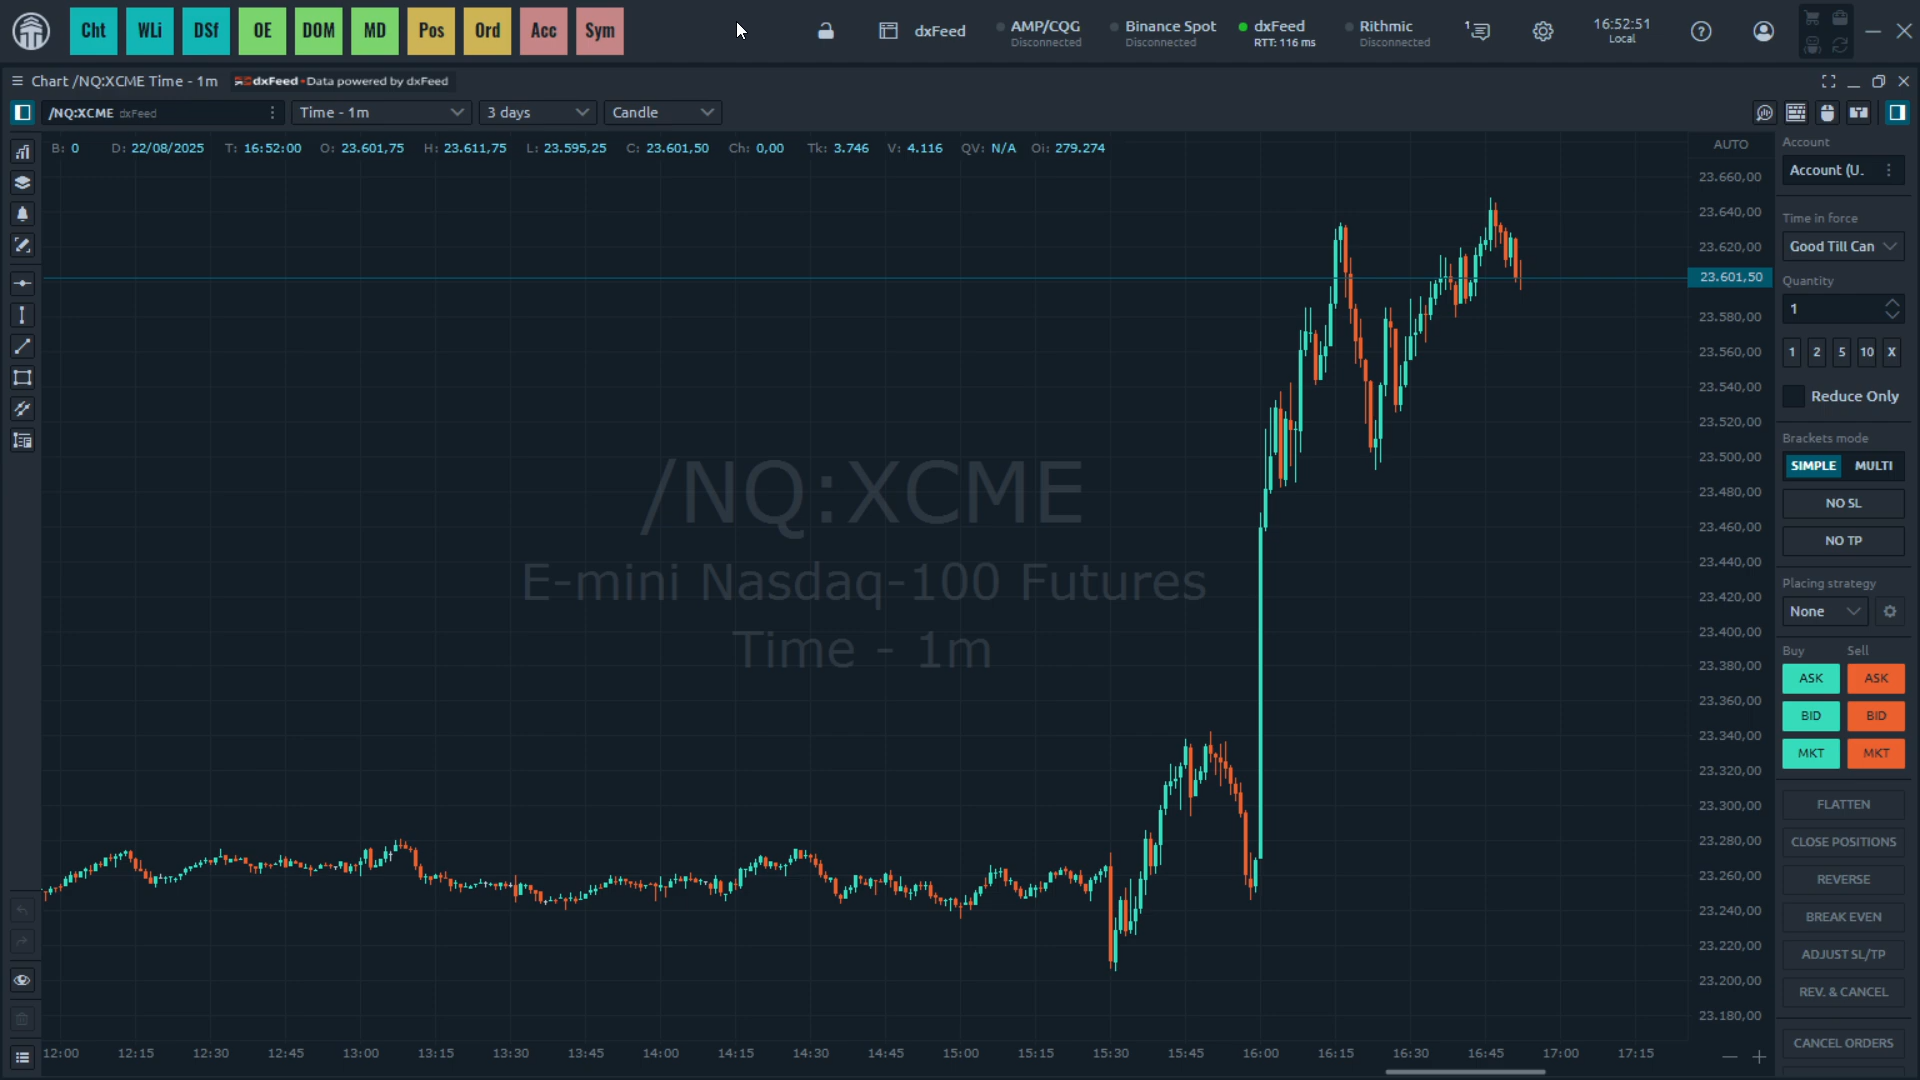 Cht WLi DSf OE DOM MD Pos Ord Acc Sym
dxFeed
AMP/CQG
Disconnected
Binance Spot
Disconnected
dxFeed
RTT: 116 ms
Rithmic
Disconnected
1
16:52:51
Local
Chart /NQ:XCME Time - 1m
dxFeed • Data powered by dxFeed
/NQ:XCME dxFeed
Time - 1m
3 days
Candle
B: 0 D: 22/08/2025 T: 16:52:00 O: 23.601,75 H: 23.611,75 L: 23.595,25 C: 23.601,50 Ch: 0,00 Tk: 3.746 V: 4.116 QV: N/A Oi: 279.274
AUTO
23.660,00
23.640,00
23.620,00
23.601,50
23.580,00
23.560,00
23.540,00
23.520,00
23.500,00
23.480,00
23.460,00
23.440,00
23.420,00
23.400,00
23.380,00
23.360,00
23.340,00
23.320,00
23.300,00
23.280,00
23.260,00
23.240,00
23.220,00
23.200,00
23.180,00
/NQ:XCME
E-mini Nasdaq-100 Futures
Time - 1m
12:00 12:15 12:30 12:45 13:00 13:15 13:30 13:45 14:00 14:15 14:30 14:45 15:00 15:15 15:30 15:45 16:00 16:15 16:30 16:45 17:00 17:15
Account
Account (U.
Time in force
Good Till Can
Quantity
1
1 2 5 10 X
Reduce Only
Brackets mode
SIMPLE MULTI
NO SL
NO TP
Placing strategy
None
Buy Sell
ASK ASK
BID BID
MKT MKT
FLATTEN
CLOSE POSITIONS
REVERSE
BREAK EVEN
ADJUST SL/TP
REV. & CANCEL
CANCEL ORDERS